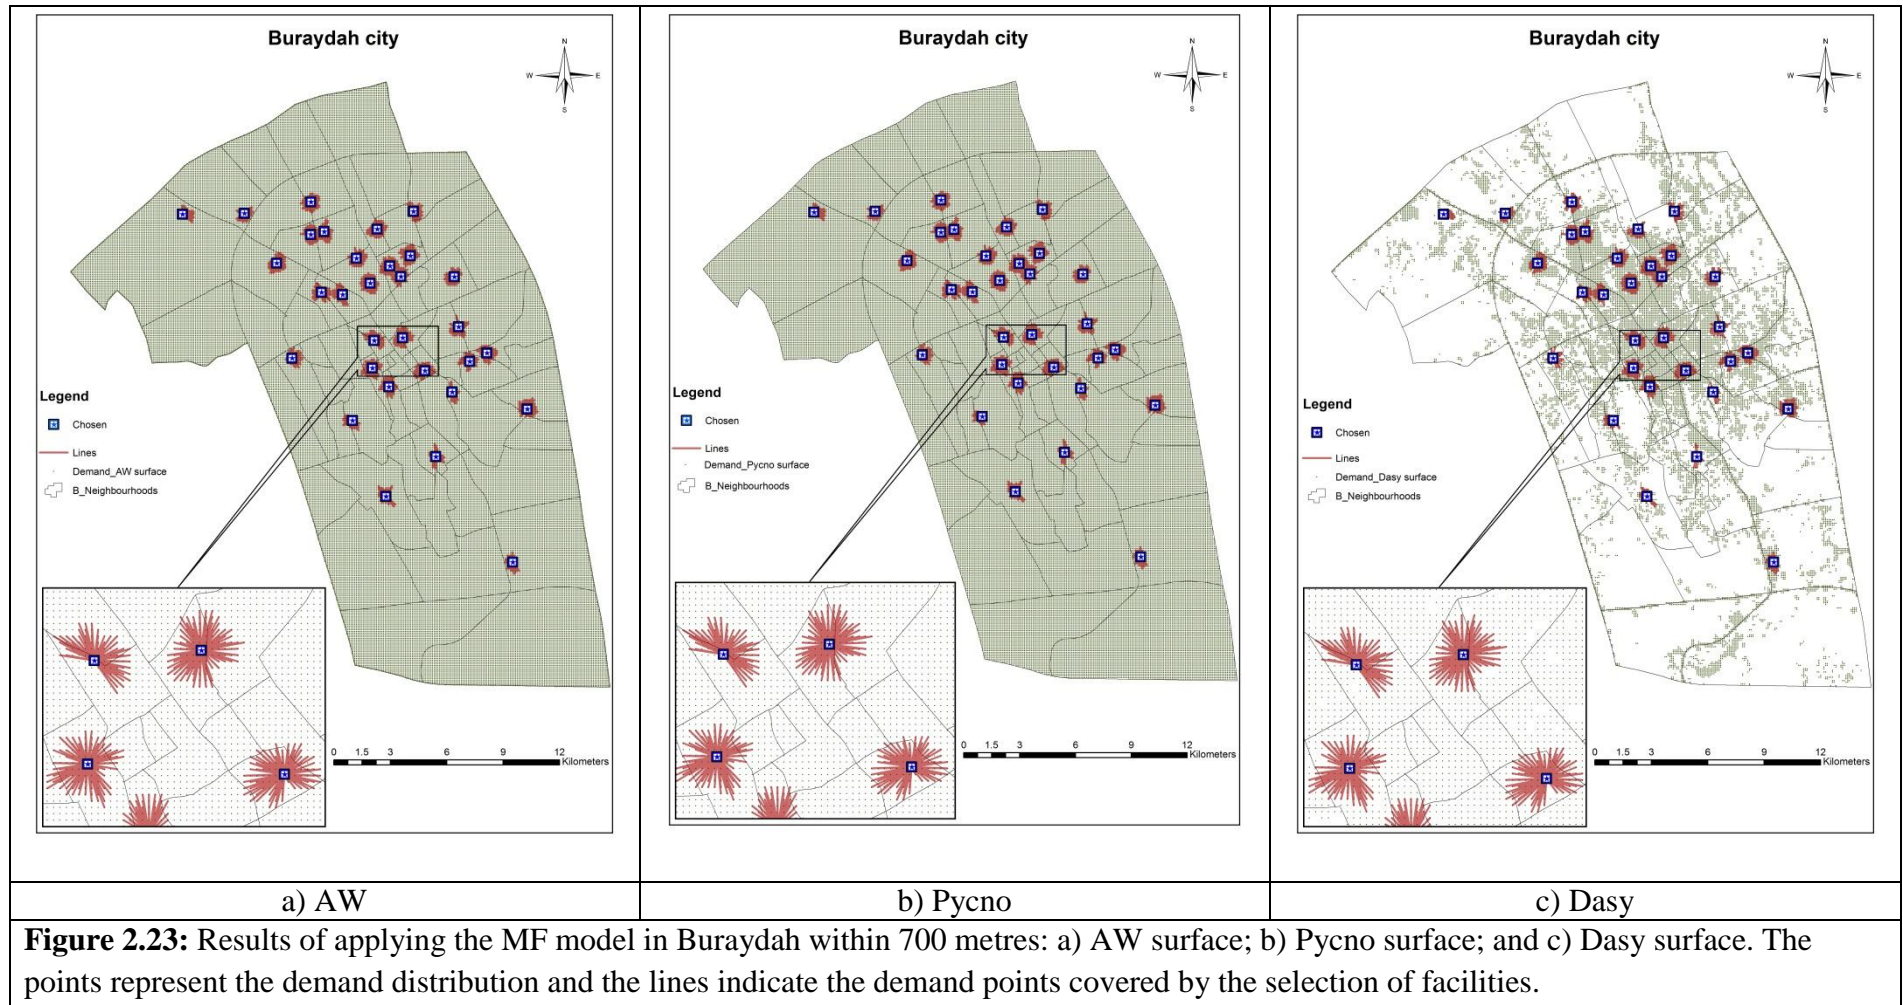 Buraydah city
N
W E
S
Legend
Chosen
Lines
Demand_AW surface
B_Neighbourhoods
0 1.5 3 6 9 12
Kilometers
a) AW
Buraydah city
N
W E
S
Legend
Chosen
Lines
Demand_Pycno surface
B_Neighbourhoods
0 1.5 3 6 9 12
Kilometers
b) Pycno
Buraydah city
N
W E
S
Legend
Chosen
Lines
Demand_Dasy surface
B_Neighbourhoods
0 1.5 3 6 9 12
Kilometers
c) Dasy
Figure 2.23: Results of applying the MF model in Buraydah within 700 metres: a) AW surface; b) Pycno surface; and c) Dasy surface. The
points represent the demand distribution and the lines indicate the demand points covered by the selection of facilities.